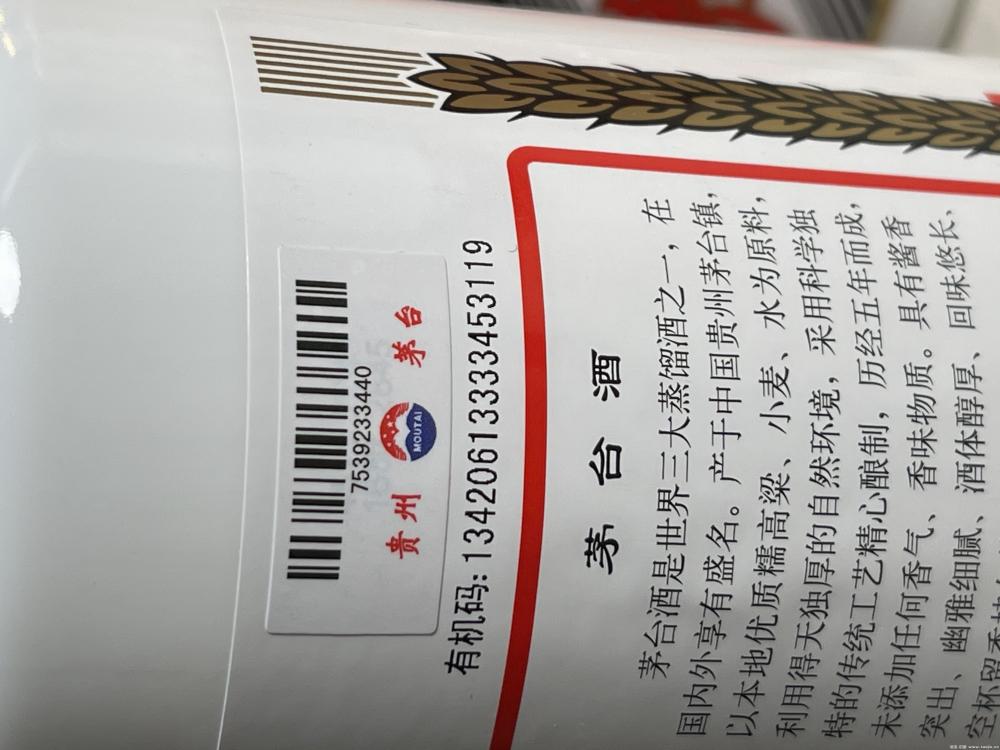 7539233440
贵州 MOUTAI 茅台
有机码: 13420613333453119
茅台酒
茅台酒是世界三大蒸馏酒之一，在
国内外享有盛名。产于中国贵州茅台镇，
以本地优质糯高粱、小麦、水为原料，
利用得天独厚的自然环境，采用科学独
特的传统工艺精心酿制，历经五年而成，
未添加任何香气、香味物质。具有酱香
突出、幽雅细腻、酒体醇厚、回味悠长、
空杯留香